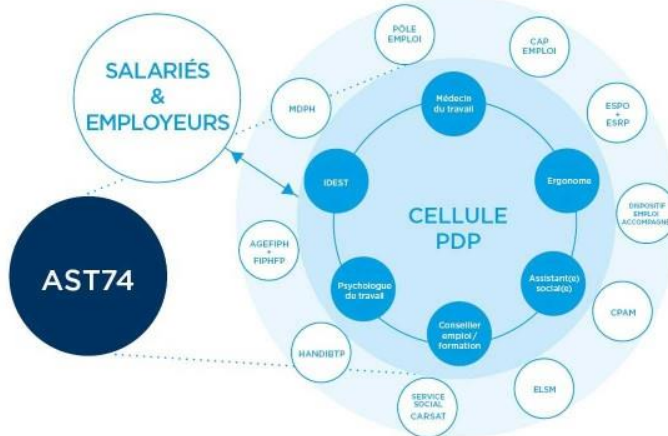 SALARIÉS
&
EMPLOYEURS
AST74
CELLULE
PDP
Médecin
du travail
Ergonome
Assistant(e)
social(e)
Conseiller
emploi/
formation
Psychologue
de travail
IDEST
PÔLE
EMPLOI
CAP
EMPLOI
ESPO
+
ESRP
DISPOSITIF
EMPLOI
ACCOMPAGNÉ
CPAM
ELSM
SERVICE
SOCIAL
CARSAT
HANDIBTP
AGEFIPH
+
FIPHFP
MDPH